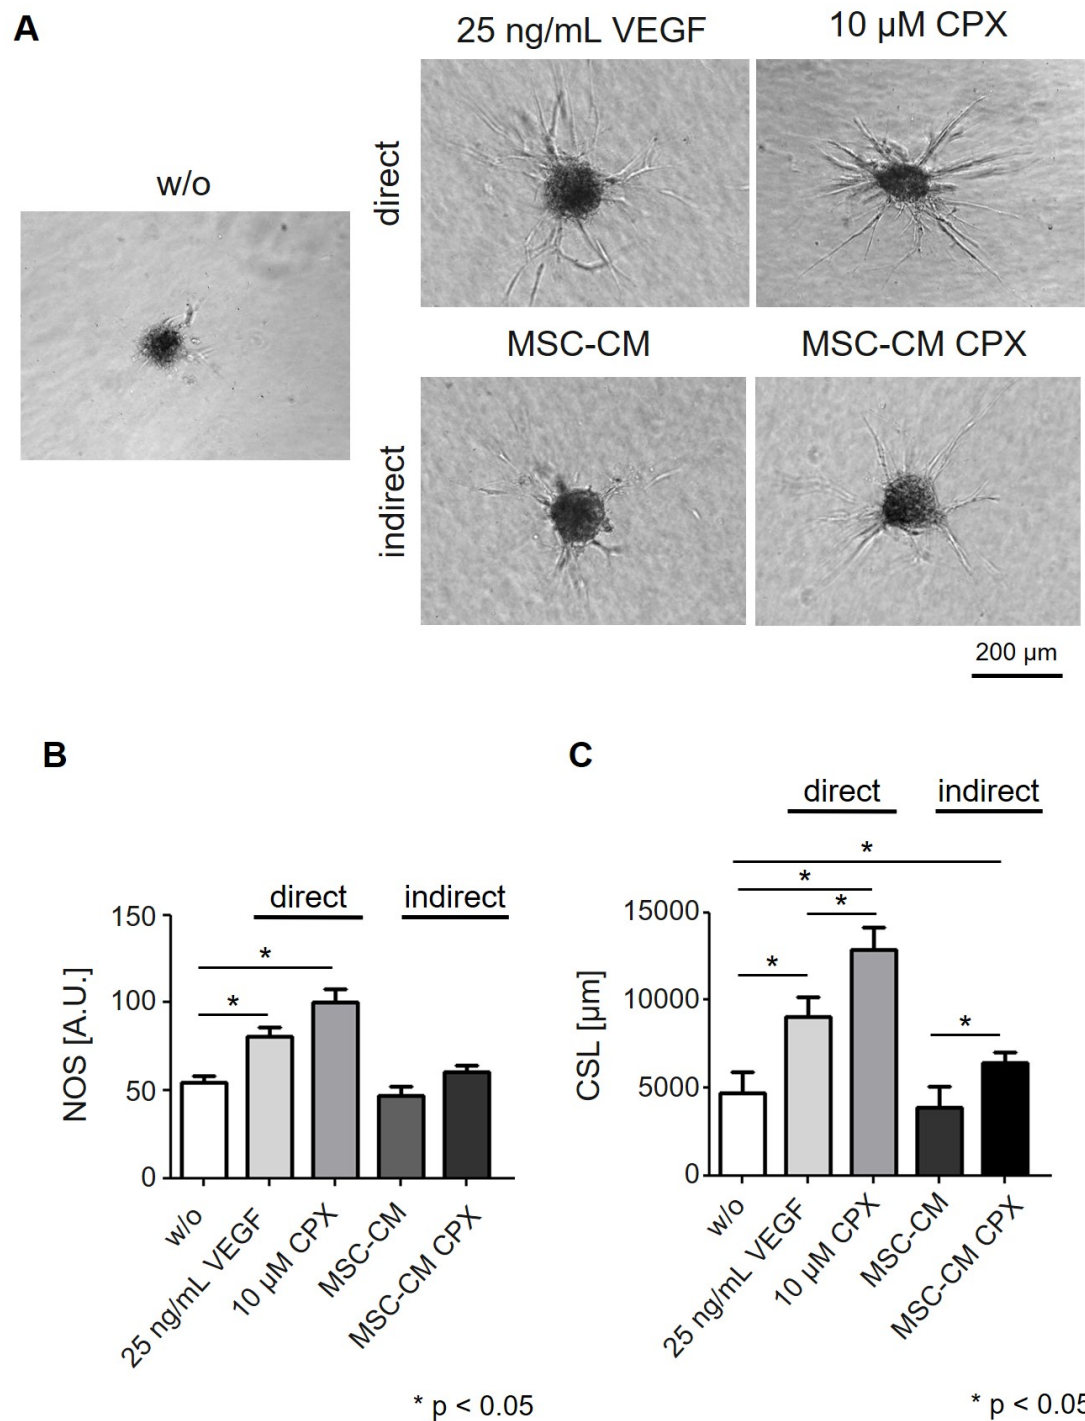 A
25 ng/mL VEGF
10 µM CPX
w/o
direct
MSC-CM
MSC-CM CPX
indirect
200 µm
B
direct
indirect
*
*
150
100
50
0
NOS [A.U.]
w/o
25 ng/mL VEGF
10 µM CPX
MSC-CM
MSC-CM CPX
* p < 0.05
C
direct
indirect
*
*
*
*
*
15000
10000
5000
0
CSL [µm]
w/o
25 ng/mL VEGF
10 µM CPX
MSC-CM
MSC-CM CPX
* p < 0.05